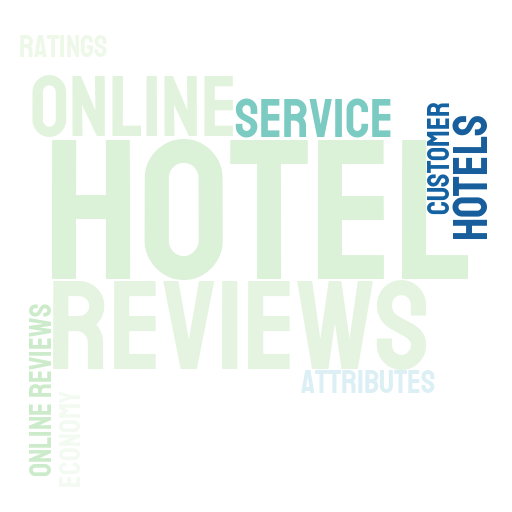 RATINGS
ONLINE
SERVICE
CUSTOMER
HOTELS
HOTEL
REVIEWS
ATTRIBUTES
ONLINE REVIEWS
ECONOMY